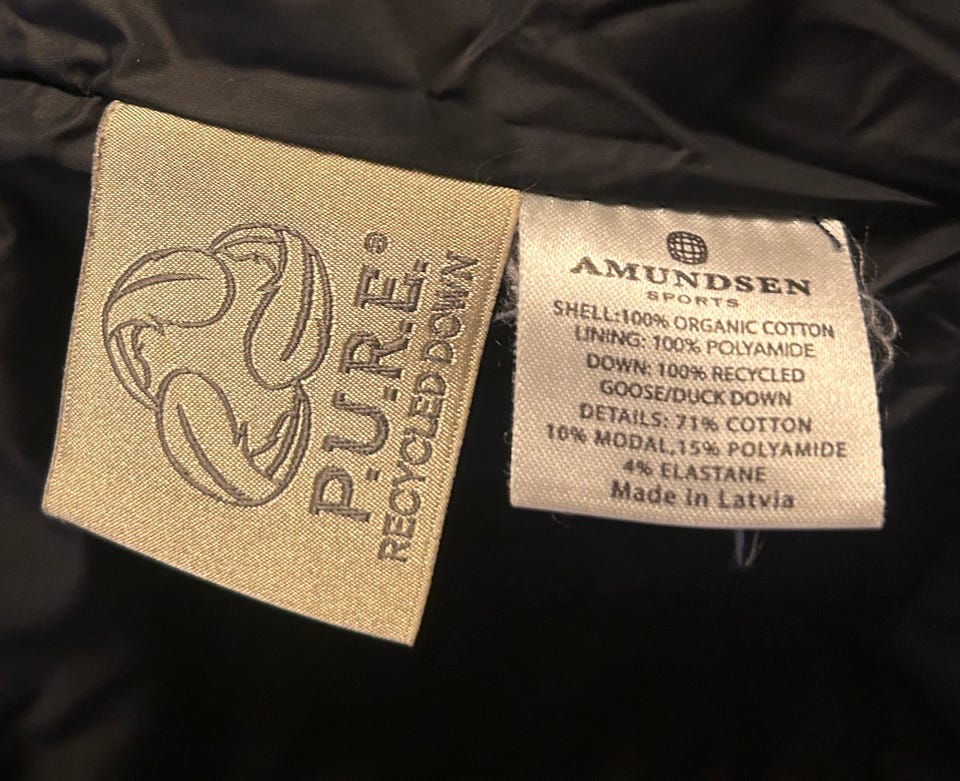 P.U.R.E.®
RECYCLED DOWN
AMUNDSEN
SPORTS
SHELL:100% ORGANIC COTTON
LINING: 100% POLYAMIDE
DOWN: 100% RECYCLED
GOOSE/DUCK DOWN
DETAILS: 71% COTTON
10% MODAL,15% POLYAMIDE
4% ELASTANE
Made in Latvia